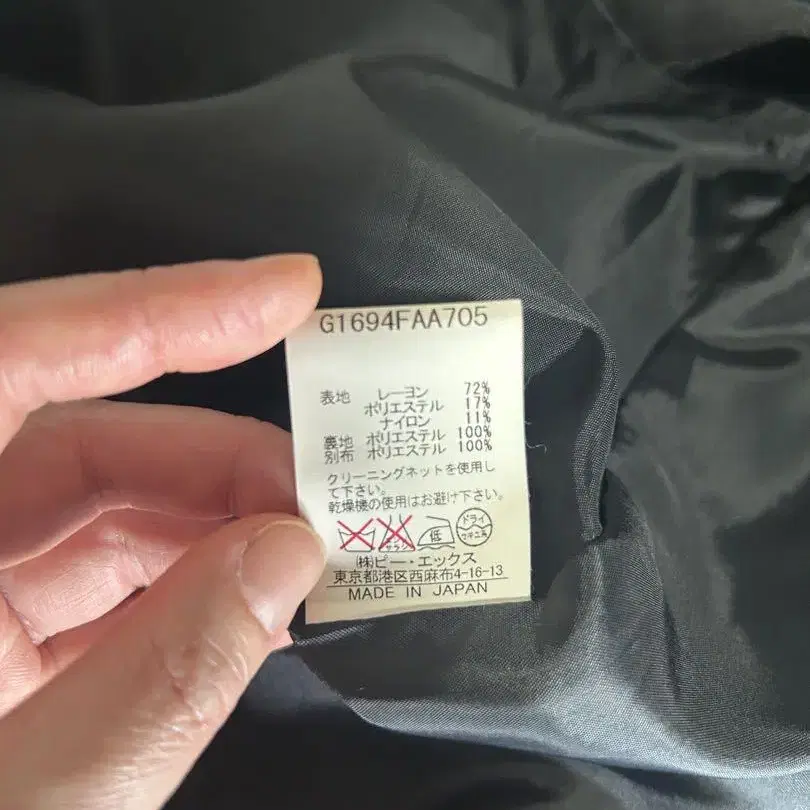 G1694FAA705
表地 レーヨン 72%
ポリエステル 17%
ナイロン 11%
裏地 ポリエステル 100%
別布 ポリエステル 100%
クリーニングネットを使用し
て下さい。
乾燥機の使用はお避け下さい。
低 ドライ セキユ系
㈱ピー・エックス
東京都港区西麻布4-16-13
MADE IN JAPAN